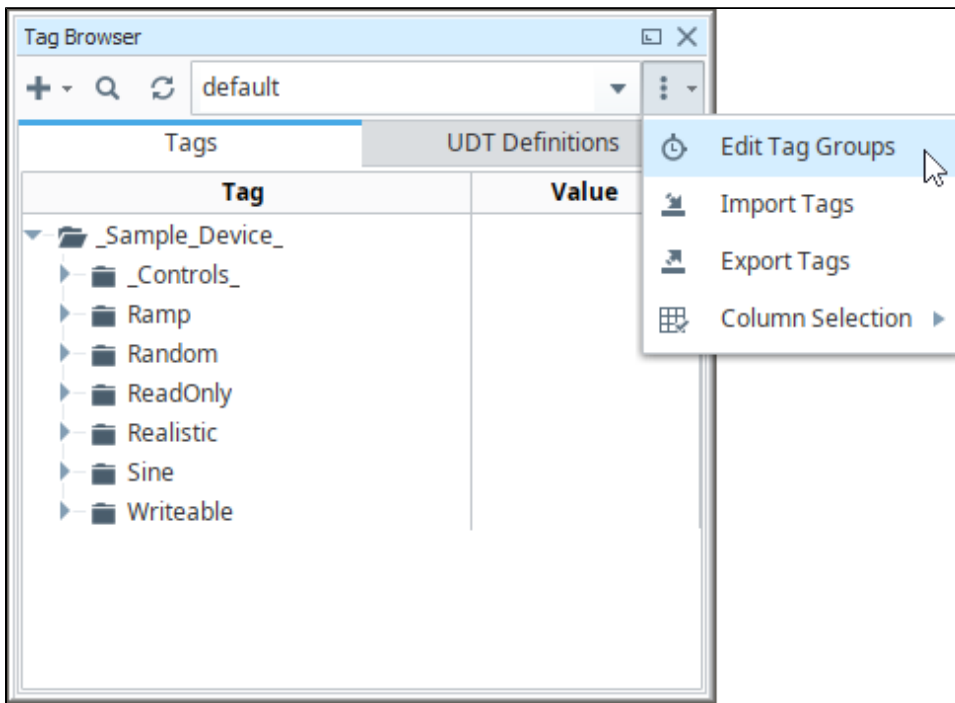 Tag Browser
default
Tags UDT Definitions
Edit Tag Groups
Tag Value
Import Tags
_Sample_Device_
_Controls_
Export Tags
Ramp
Column Selection
Random
ReadOnly
Realistic
Sine
Writeable